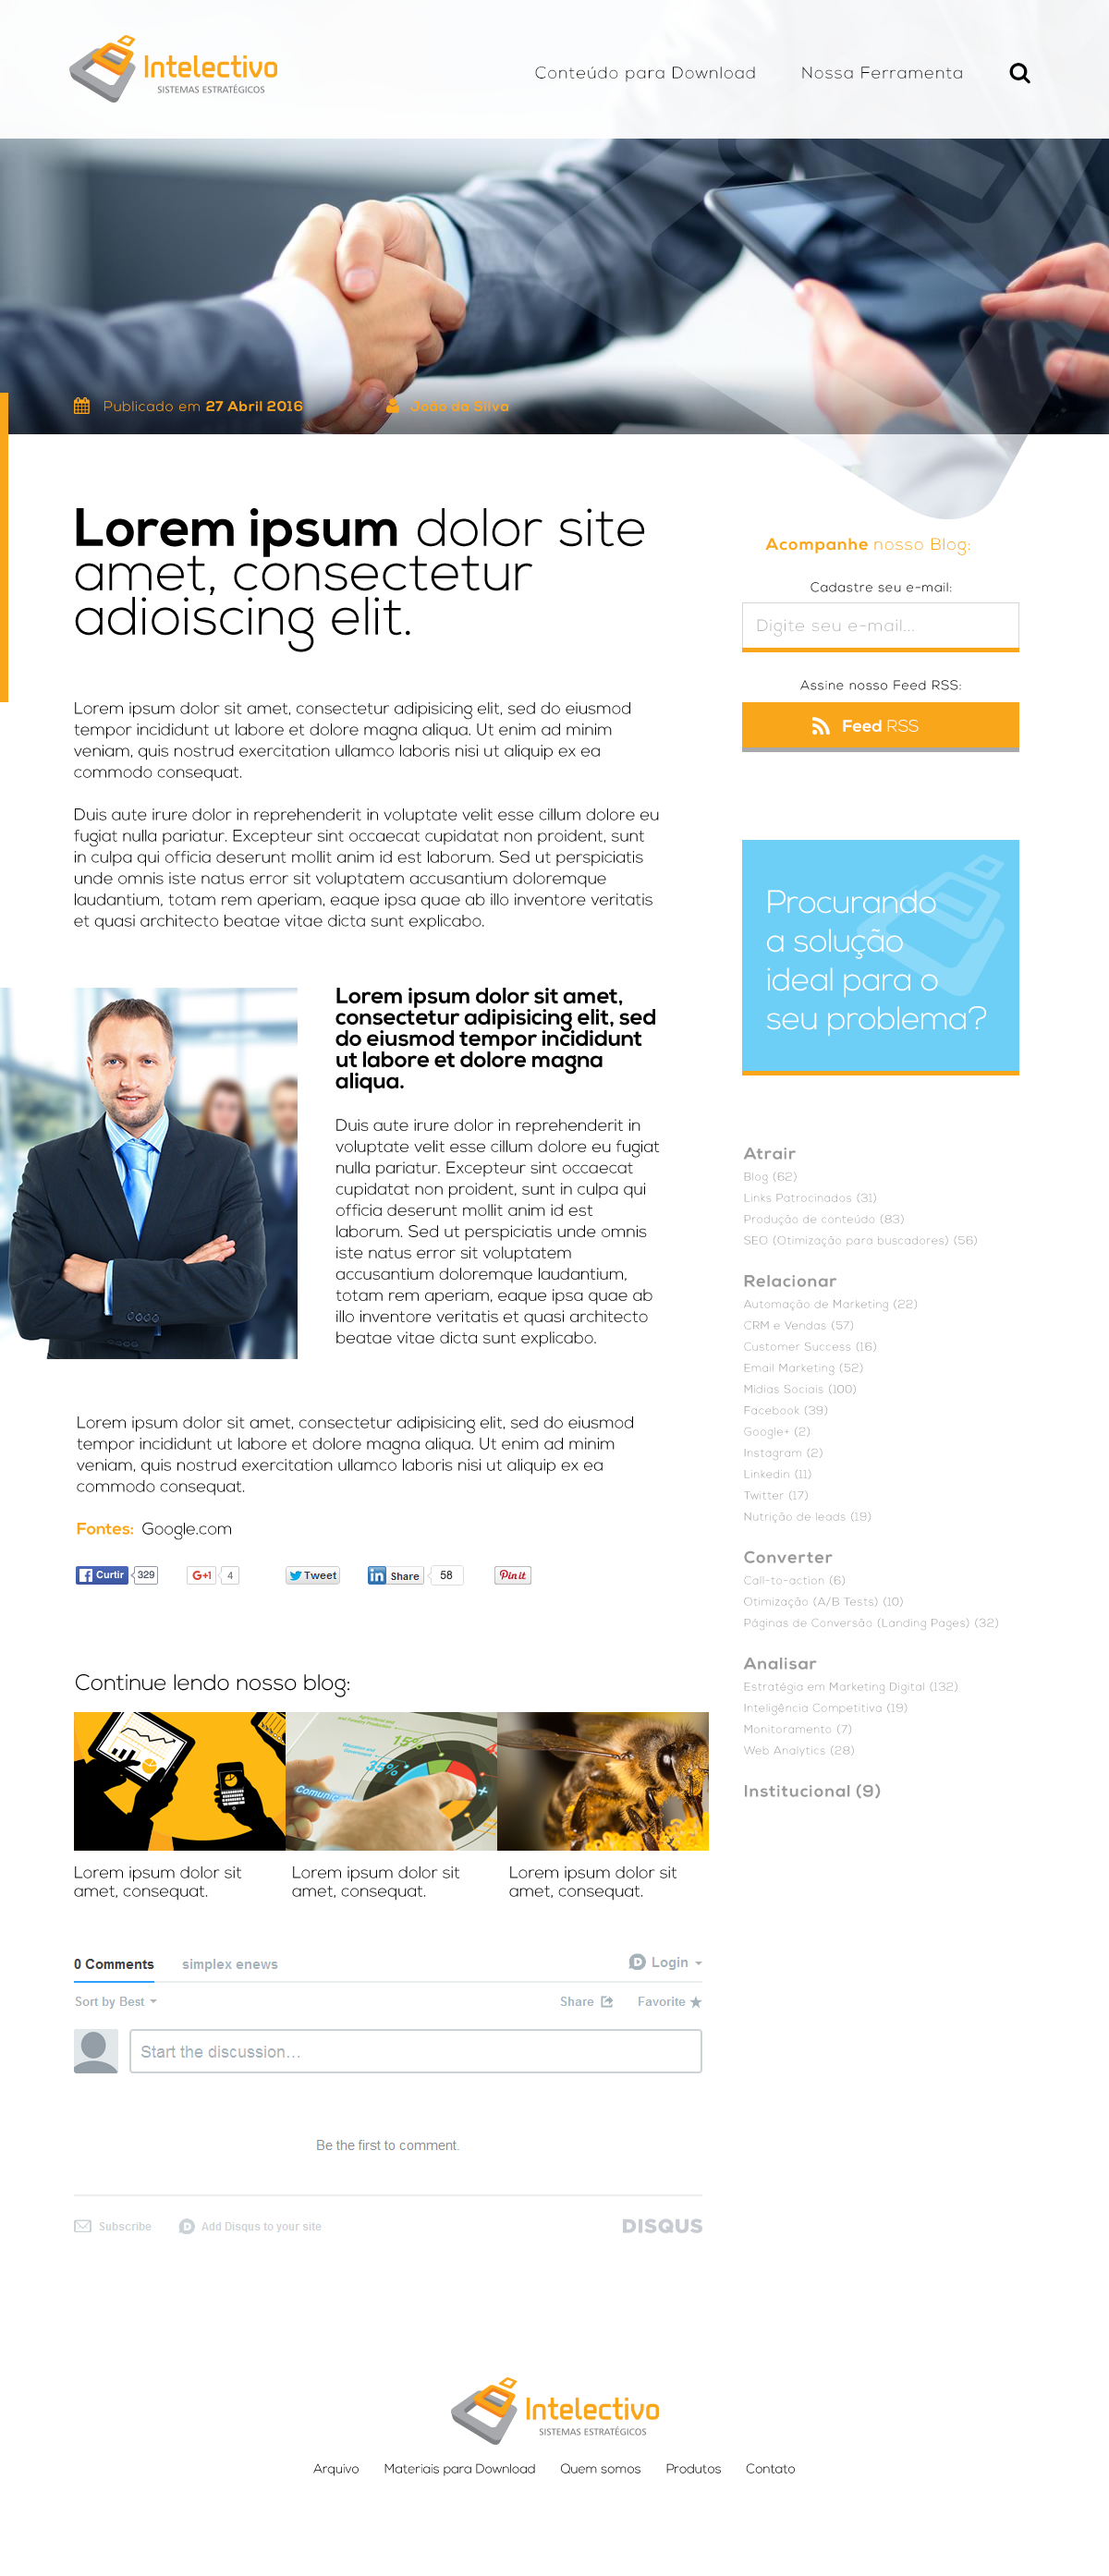 Intelectivo
SISTEMAS ESTRATÉGICOS
Conteúdo para Download
Nossa Ferramenta
Publicado em 27 Abril 2016
João da Silva
Lorem ipsum dolor site
amet, consectetur
adioiscing elit.
Lorem ipsum dolor sit amet, consectetur adipisicing elit, sed do eiusmod
tempor incididunt ut labore et dolore magna aliqua. Ut enim ad minim
veniam, quis nostrud exercitation ullamco laboris nisi ut aliquip ex ea
commodo consequat.
Duis aute irure dolor in reprehenderit in voluptate velit esse cillum dolore eu
fugiat nulla pariatur. Excepteur sint occaecat cupidatat non proident, sunt
in culpa qui officia deserunt mollit anim id est laborum. Sed ut perspiciatis
unde omnis iste natus error sit voluptatem accusantium doloremque
laudantium, totam rem aperiam, eaque ipsa quae ab illo inventore veritatis
et quasi architecto beatae vitae dicta sunt explicabo.
Lorem ipsum dolor sit amet,
consectetur adipisicing elit, sed
do eiusmod tempor incididunt
ut labore et dolore magna
aliqua.
Duis aute irure dolor in reprehenderit in
voluptate velit esse cillum dolore eu fugiat
nulla pariatur. Excepteur sint occaecat
cupidatat non proident, sunt in culpa qui
officia deserunt mollit anim id est
laborum. Sed ut perspiciatis unde omnis
iste natus error sit voluptatem
accusantium doloremque laudantium,
totam rem aperiam, eaque ipsa quae ab
illo inventore veritatis et quasi architecto
beatae vitae dicta sunt explicabo.
Lorem ipsum dolor sit amet, consectetur adipisicing elit, sed do eiusmod
tempor incididunt ut labore et dolore magna aliqua. Ut enim ad minim
veniam, quis nostrud exercitation ullamco laboris nisi ut aliquip ex ea
commodo consequat.
Fontes: Google.com
Curtir 329
G+1 4
Tweet
in Share 58
Pin it
Continue lendo nosso blog:
15%
35%
Lorem ipsum dolor sit
amet, consequat.
Lorem ipsum dolor sit
amet, consequat.
Lorem ipsum dolor sit
amet, consequat.
0 Comments
simplex enews
Login
Sort by Best
Share
Favorite
Start the discussion...
Be the first to comment.
Subscribe
Add Disqus to your site
DISQUS
Acompanhe nosso Blog:
Cadastre seu e-mail:
Digite seu e-mail...
Assine nosso Feed RSS:
Feed RSS
Procurando
a solução
ideal para o
seu problema?
Atrair
Blog (62)
Links Patrocinados (31)
Produção de conteúdo (83)
SEO (Otimização para buscadores) (56)
Relacionar
Automação de Marketing (22)
CRM e Vendas (57)
Customer Success (16)
Email Marketing (52)
Mídias Sociais (100)
Facebook (39)
Google+ (2)
Instagram (2)
Linkedin (11)
Twitter (17)
Nutrição de leads (19)
Converter
Call-to-action (6)
Otimização (A/B Tests) (10)
Páginas de Conversão (Landing Pages) (32)
Analisar
Estratégia em Marketing Digital (132)
Inteligência Competitiva (19)
Monitoramento (7)
Web Analytics (28)
Institucional (9)
Intelectivo
SISTEMAS ESTRATÉGICOS
Arquivo
Materiais para Download
Quem somos
Produtos
Contato